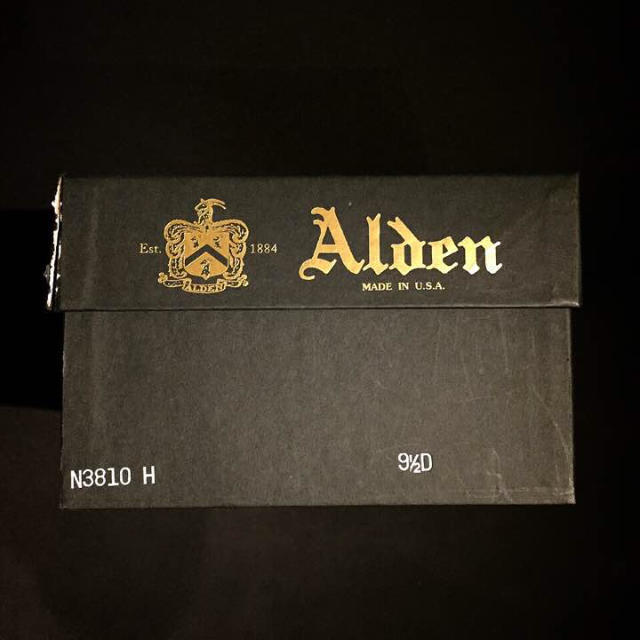 Est. 1884
ALDEN
Alden
MADE IN U.S.A.
N3810 H
9½D